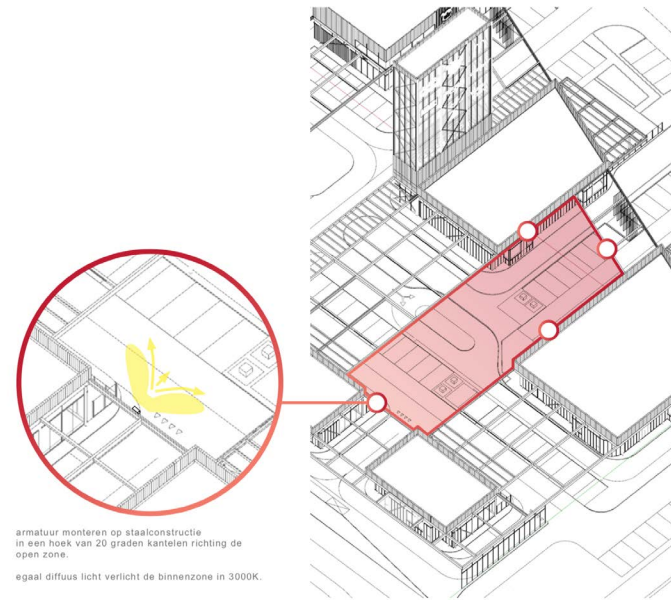 armatuur monteren op staalconstructie
in een hoek van 20 graden kantelen richting de
open zone.
egaal diffuus licht verlicht de binnenzone in 3000K.